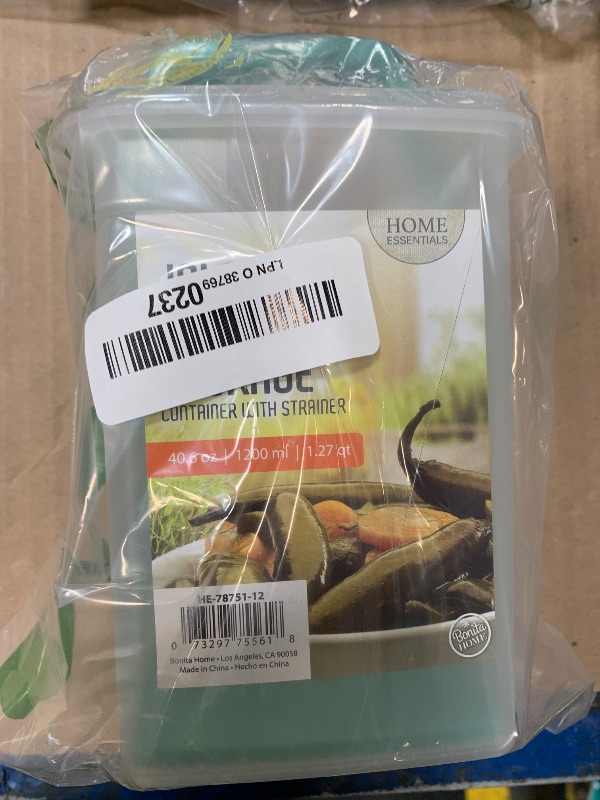 HOME
ESSENTIALS
LPN O 38769
0237
CONTAINER WITH STRAINER
40.6 oz | 1200 ml | 1.27 qt
HE-78751-12
0 73297 75561 8
Bonita Home • Los Angeles, CA 90058
Made in China • Hecho en China
Bonita
HOME